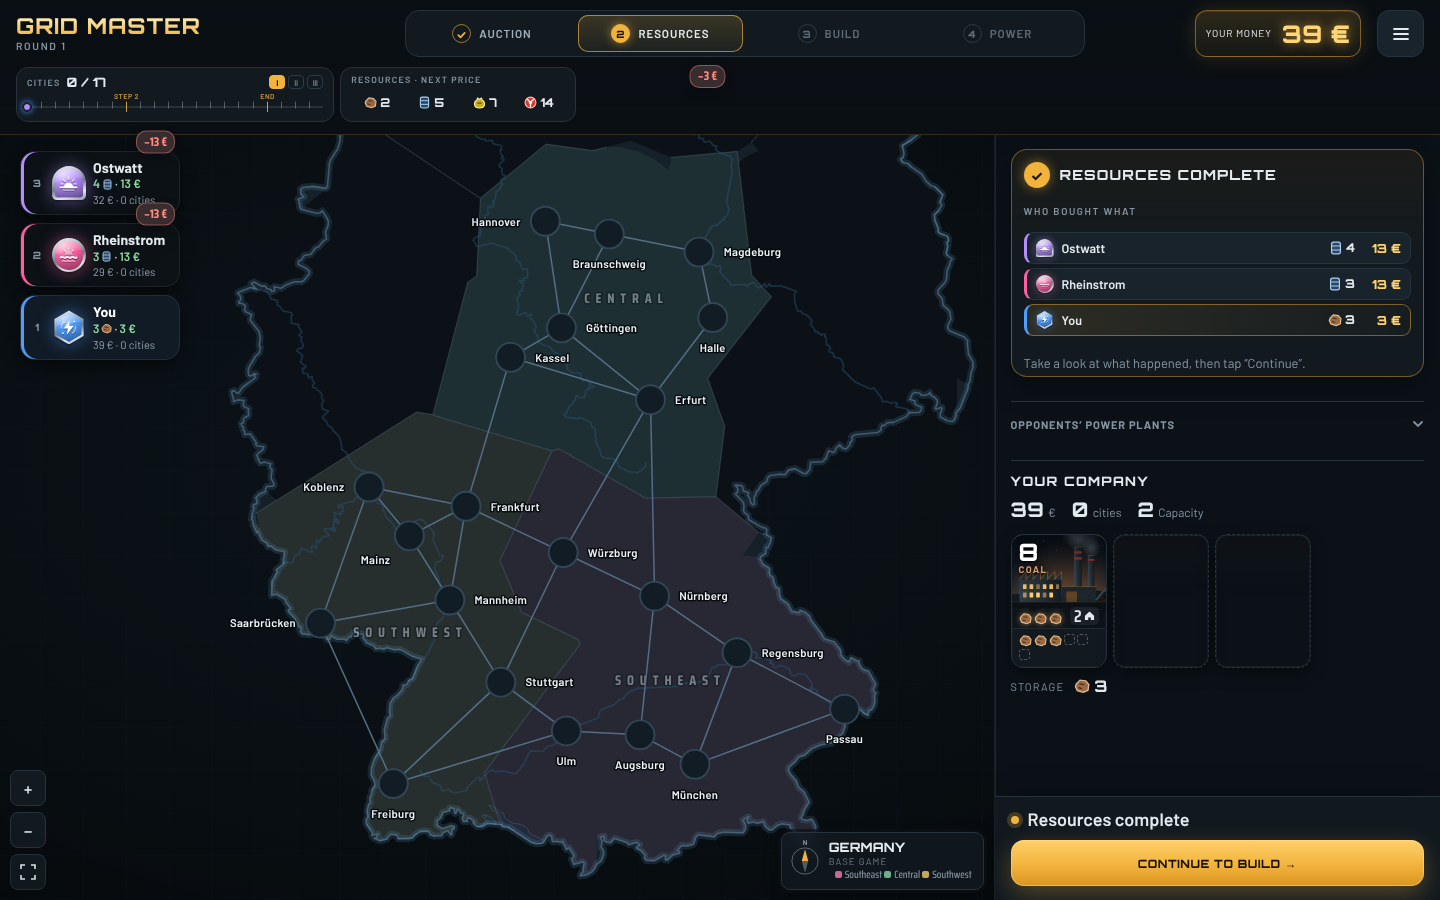 GRID MASTER
ROUND 1
AUCTION
2 RESOURCES
3 BUILD
4 POWER
YOUR MONEY 39 €
CITIES 0 / 17
I II III
STEP 2
END
RESOURCES · NEXT PRICE
2 5 7 14
-3 €
-13 €
3
Ostwatt
4 · 13 €
32 € · 0 cities
-13 €
2
Rheinstrom
3 · 13 €
29 € · 0 cities
1
You
3 · 3 €
39 € · 0 cities
Hannover
Braunschweig
Magdeburg
CENTRAL
Göttingen
Halle
Kassel
Erfurt
Koblenz
Frankfurt
Mainz
Würzburg
Mannheim
Nürnberg
Saarbrücken
SOUTHWEST
Regensburg
Stuttgart
SOUTHEAST
Passau
Ulm
Augsburg
München
Freiburg
+
–
N
GERMANY
BASE GAME
Southeast Central Southwest
RESOURCES COMPLETE
WHO BOUGHT WHAT
Ostwatt 4 13 €
Rheinstrom 3 13 €
You 3 3 €
Take a look at what happened, then tap “Continue”.
OPPONENTS’ POWER PLANTS
YOUR COMPANY
39 € 0 cities 2 Capacity
8
COAL
2
STORAGE 3
Resources complete
CONTINUE TO BUILD →